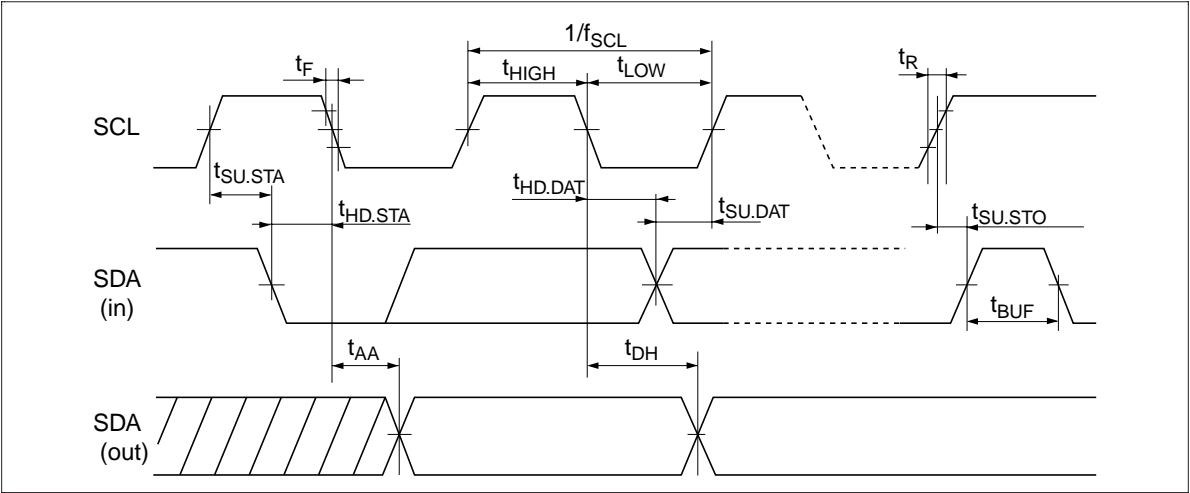 1/fSCL
tF
tHIGH
tLOW
tR
SCL
tSU.STA
tHD.DAT
tHD.STA
tSU.DAT
tSU.STO
SDA
(in)
tBUF
tAA
tDH
SDA
(out)